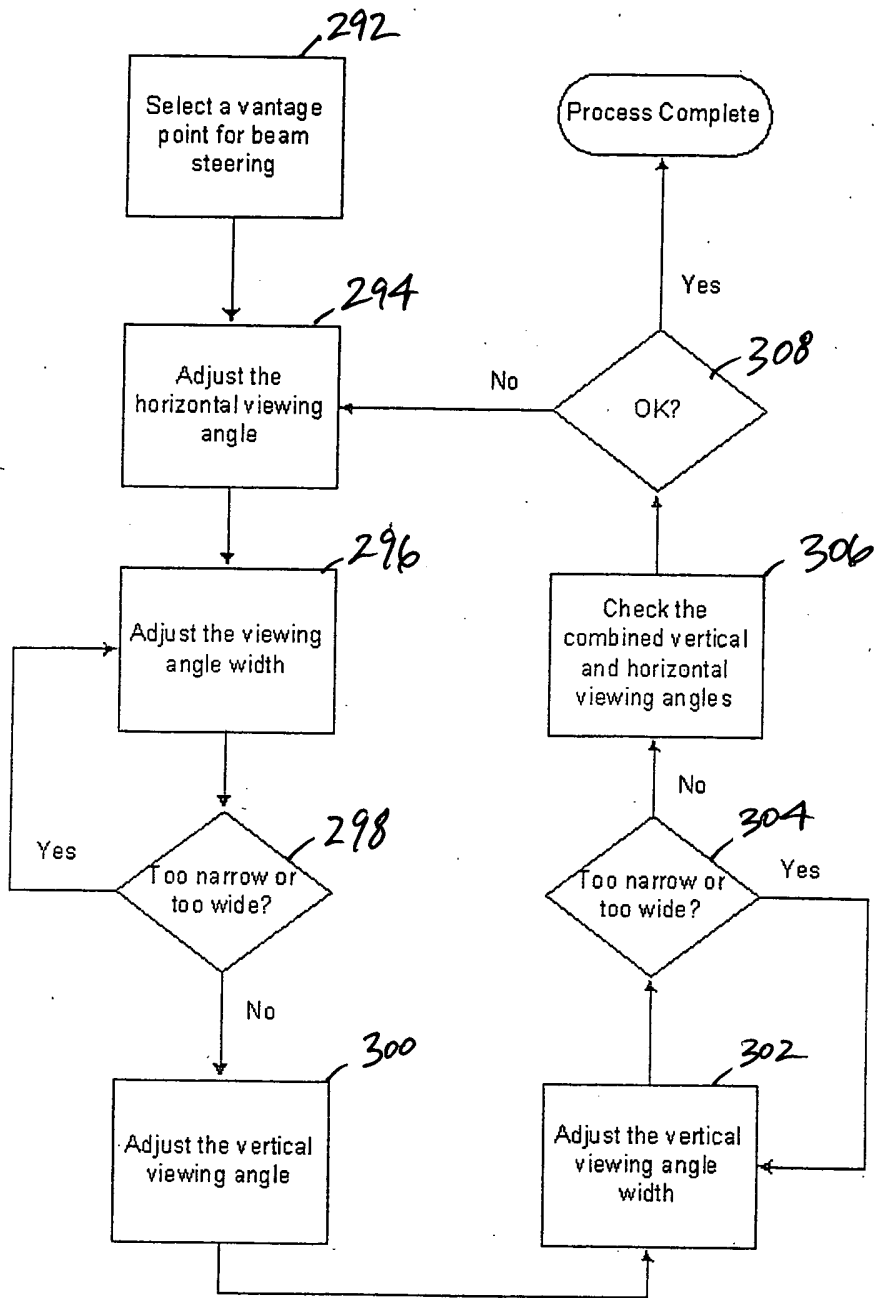 292
Select a vantage
point for beam
steering
294
Adjust the
horizontal viewing
angle
296
Adjust the viewing
angle width
298
Too narrow or
too wide?
Yes
No
300
Adjust the vertical
viewing angle
302
Adjust the vertical
viewing angle
width
304
Too narrow or
too wide?
Yes
No
306
Check the
combined vertical
and horizontal
viewing angles
308
OK?
No
Yes
Process Complete